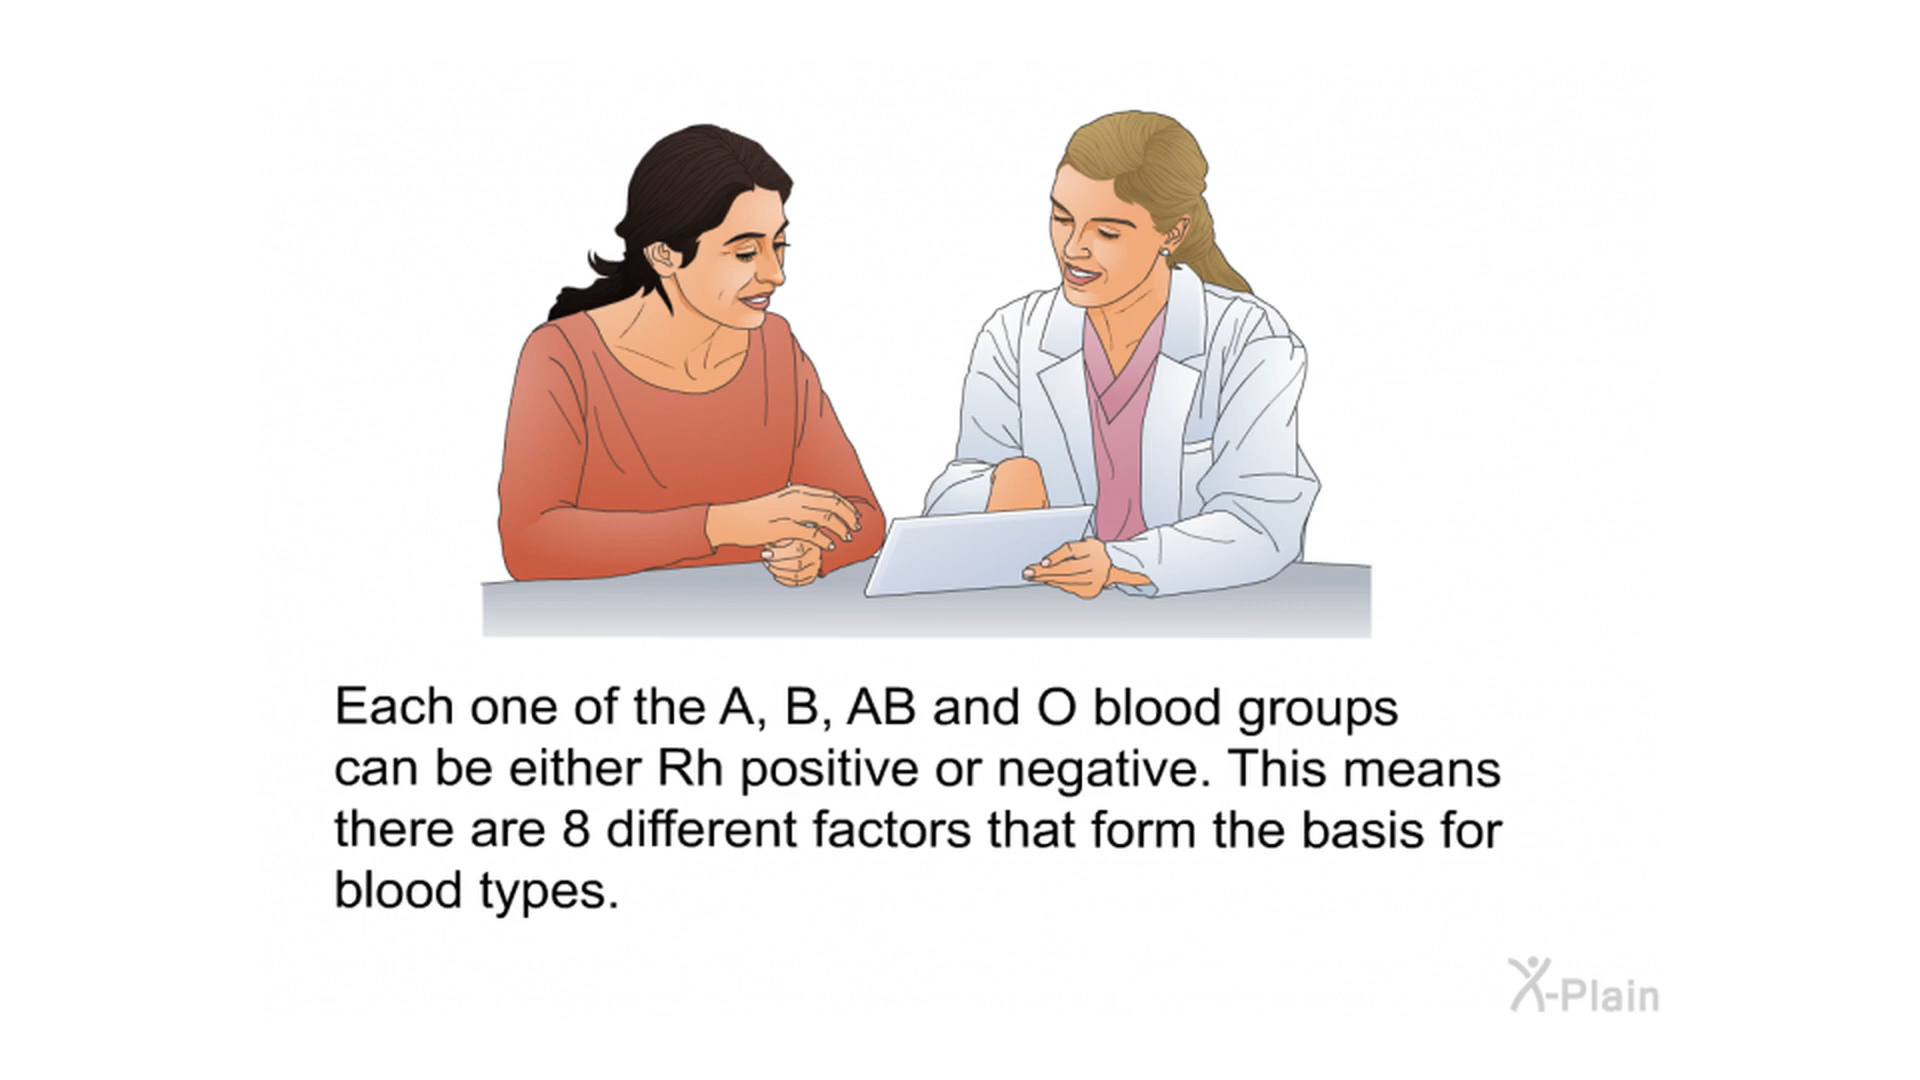 Each one of the A, B, AB and O blood groups
can be either Rh positive or negative. This means
there are 8 different factors that form the basis for
blood types.
X-Plain